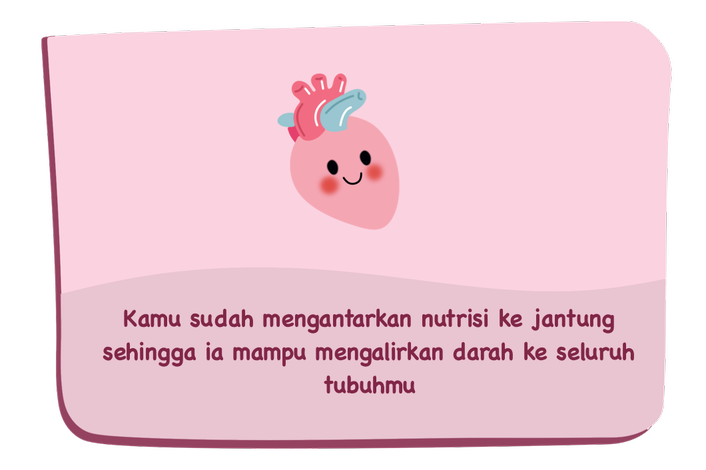 Kamu sudah mengantarkan nutrisi ke jantung
sehingga ia mampu mengalirkan darah ke seluruh
tubuhmu